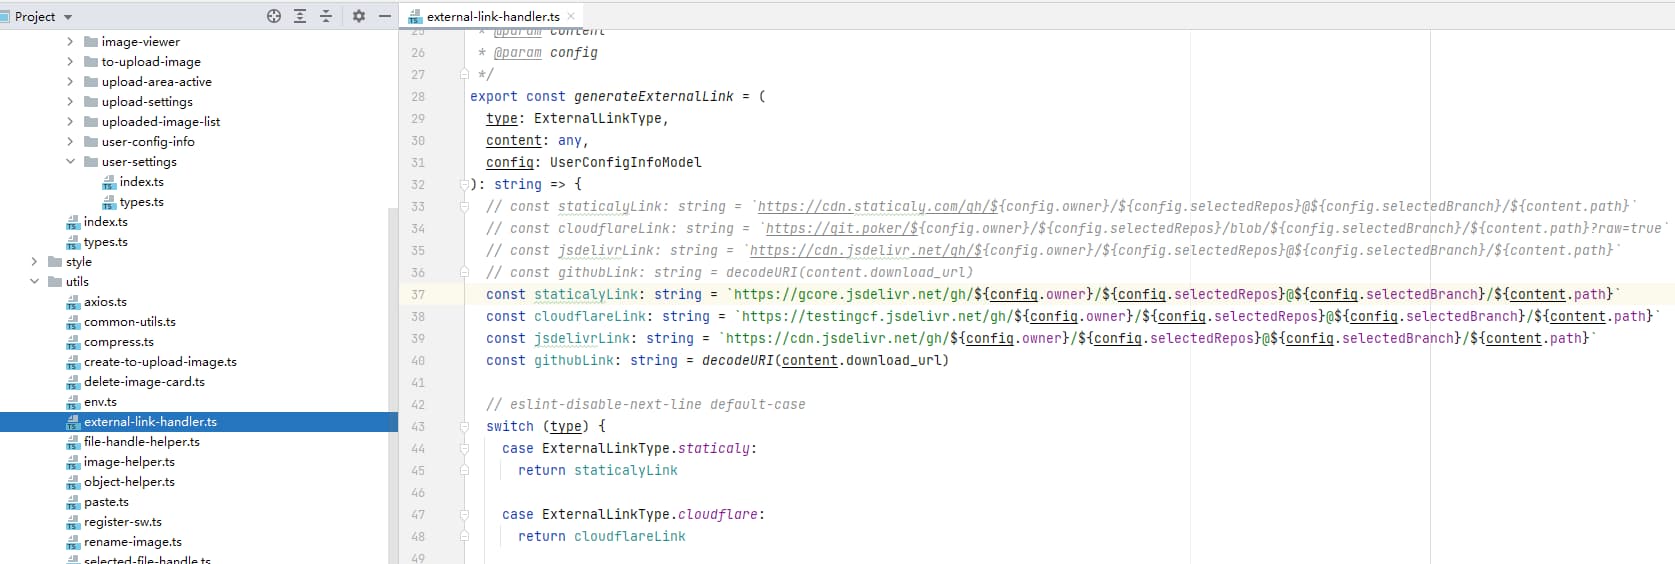 Project
image-viewer
to-upload-image
upload-area-active
upload-settings
uploaded-image-list
user-config-info
user-settings
index.ts
types.ts
index.ts
types.ts
style
utils
axios.ts
common-utils.ts
compress.ts
create-to-upload-image.ts
delete-image-card.ts
env.ts
external-link-handler.ts
file-handle-helper.ts
image-helper.ts
object-helper.ts
paste.ts
register-sw.ts
rename-image.ts
selected-file-handle.ts
external-link-handler.ts
25 * @param content
26 * @param config
27 */
28 export const generateExternalLink = (
29 type: ExternalLinkType,
30 content: any,
31 config: UserConfigInfoModel
32 ): string => {
33 // const staticalyLink: string = `https://cdn.staticaly.com/gh/${config.owner}/${config.selectedRepos}@${config.selectedBranch}/${content.path}`
34 // const cloudflareLink: string = `https://git.poker/${config.owner}/${config.selectedRepos}/blob/${config.selectedBranch}/${content.path}?raw=true`
35 // const jsdelivrLink: string = `https://cdn.jsdelivr.net/gh/${config.owner}/${config.selectedRepos}@${config.selectedBranch}/${content.path}`
36 // const githubLink: string = decodeURI(content.download_url)
37 const staticalyLink: string = `https://gcore.jsdelivr.net/gh/${config.owner}/${config.selectedRepos}@${config.selectedBranch}/${content.path}`
38 const cloudflareLink: string = `https://testingcf.jsdelivr.net/gh/${config.owner}/${config.selectedRepos}@${config.selectedBranch}/${content.path}`
39 const jsdelivrLink: string = `https://cdn.jsdelivr.net/gh/${config.owner}/${config.selectedRepos}@${config.selectedBranch}/${content.path}`
40 const githubLink: string = decodeURI(content.download_url)
41
42 // eslint-disable-next-line default-case
43 switch (type) {
44 case ExternalLinkType.staticaly:
45 return staticalyLink
46
47 case ExternalLinkType.cloudflare:
48 return cloudflareLink
49